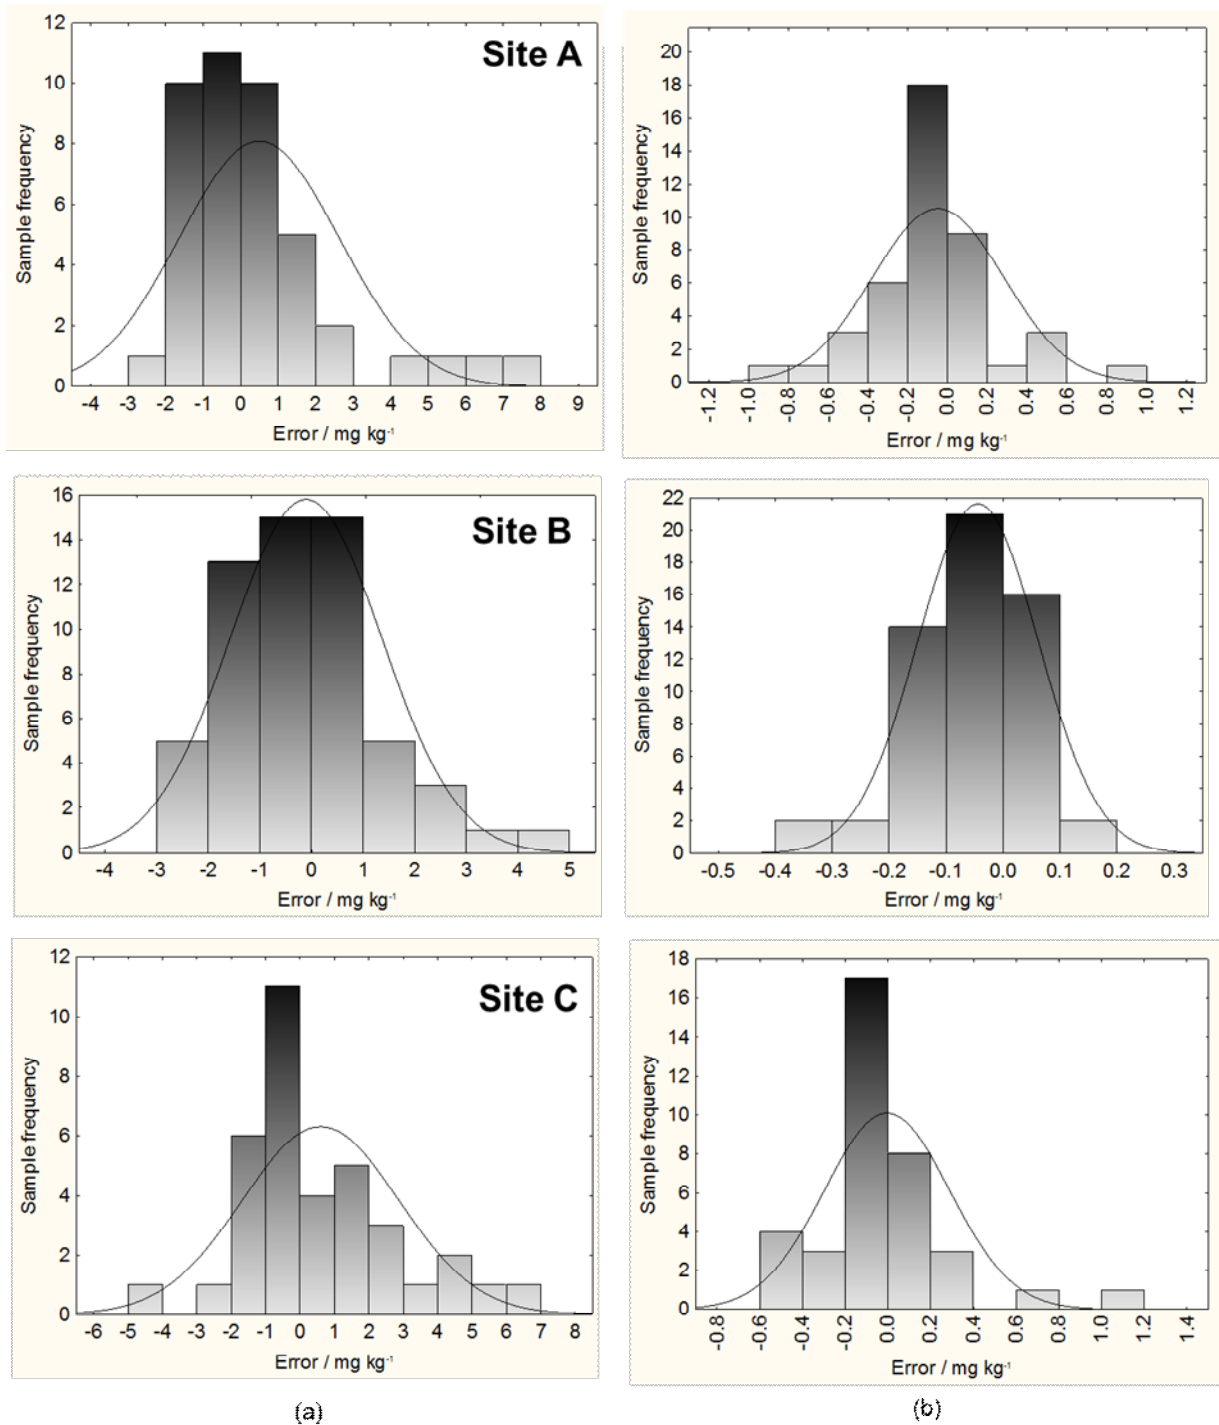 12
10
8
6
4
2
0
Sample frequency
Site A
-4 -3 -2 -1 0 1 2 3 4 5 6 7 8 9
Error / mg kg-1
20
18
16
14
12
10
8
6
4
2
0
Sample frequency
-1.2 -1.0 -0.8 -0.6 -0.4 -0.2 0.0 0.2 0.4 0.6 0.8 1.0 1.2
Error / mg kg-1
16
14
12
10
8
6
4
2
0
Sample frequency
Site B
-4 -3 -2 -1 0 1 2 3 4 5
Error / mg kg-1
22
20
18
16
14
12
10
8
6
4
2
0
Sample frequency
-0.5 -0.4 -0.3 -0.2 -0.1 0.0 0.1 0.2 0.3
Error / mg kg-1
12
10
8
6
4
2
0
Sample frequency
Site C
-6 -5 -4 -3 -2 -1 0 1 2 3 4 5 6 7 8
Error / mg kg-1
18
16
14
12
10
8
6
4
2
0
Sample frequency
-0.8 -0.6 -0.4 -0.2 0.0 0.2 0.4 0.6 0.8 1.0 1.2 1.4
Error / mg kg-1
(a)
(b)